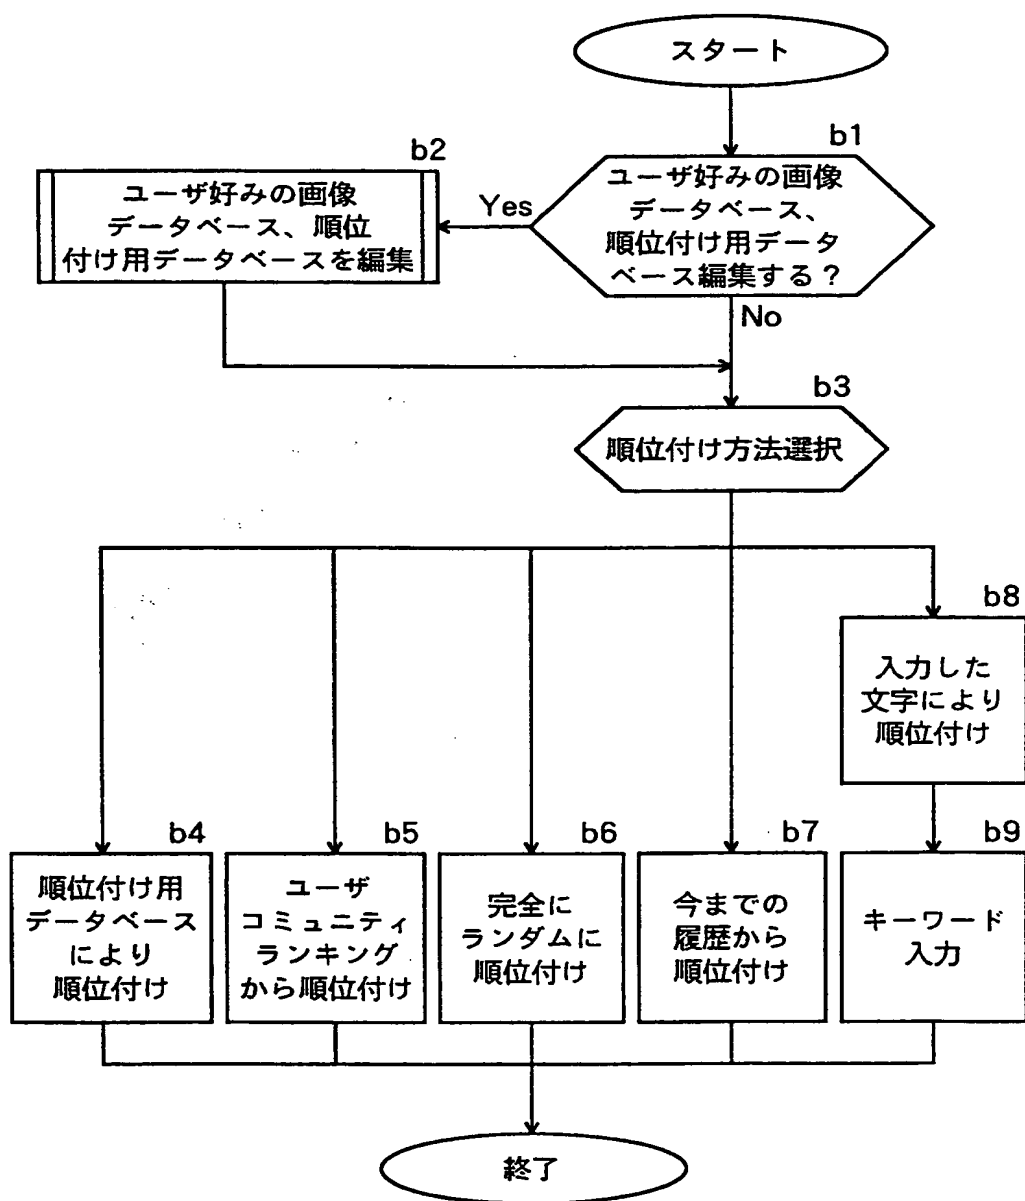 スタート
b1
ユーザ好みの画像
データベース、
順位付け用データ
ベース編集する?
Yes
b2
ユーザ好みの画像
データベース、順位
付け用データベースを編集
No
b3
順位付け方法選択
b8
入力した
文字により
順位付け
b4
順位付け用
データベース
により
順位付け
b5
ユーザ
コミュニティ
ランキング
から順位付け
b6
完全に
ランダムに
順位付け
b7
今までの
履歴から
順位付け
b9
キーワード
入力
終了